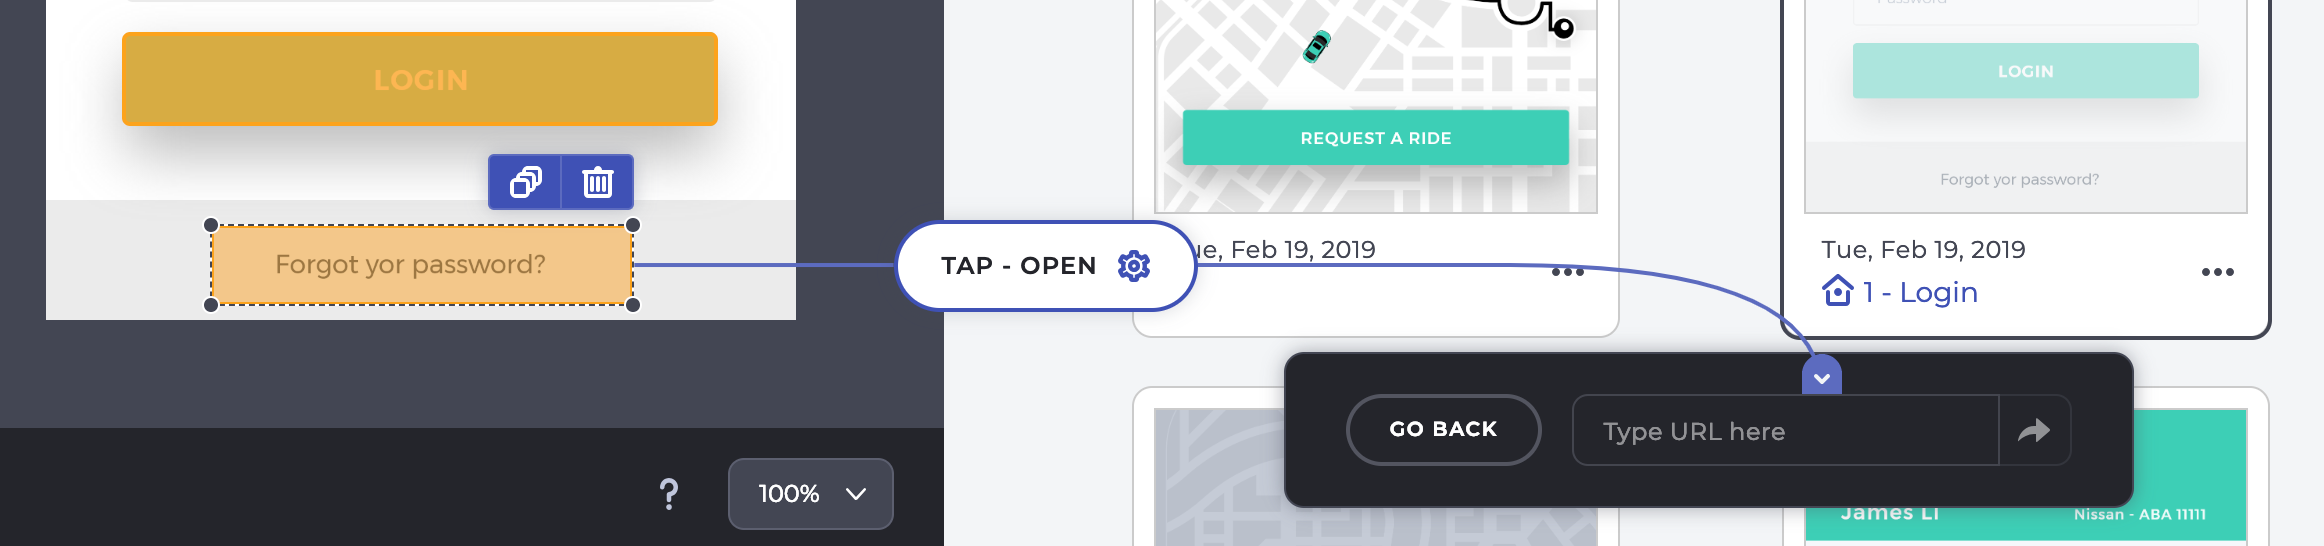 LOGIN
Forgot yor password?
100%
TAP - OPEN
REQUEST A RIDE
ue, Feb 19, 2019
Password
LOGIN
Forgot yor password?
Tue, Feb 19, 2019
1 - Login
GO BACK
Type URL here
James Li
Nissan - ABA 11111